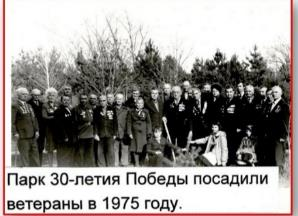 Парк 30-летия Победы посадили
ветераны в 1975 году.